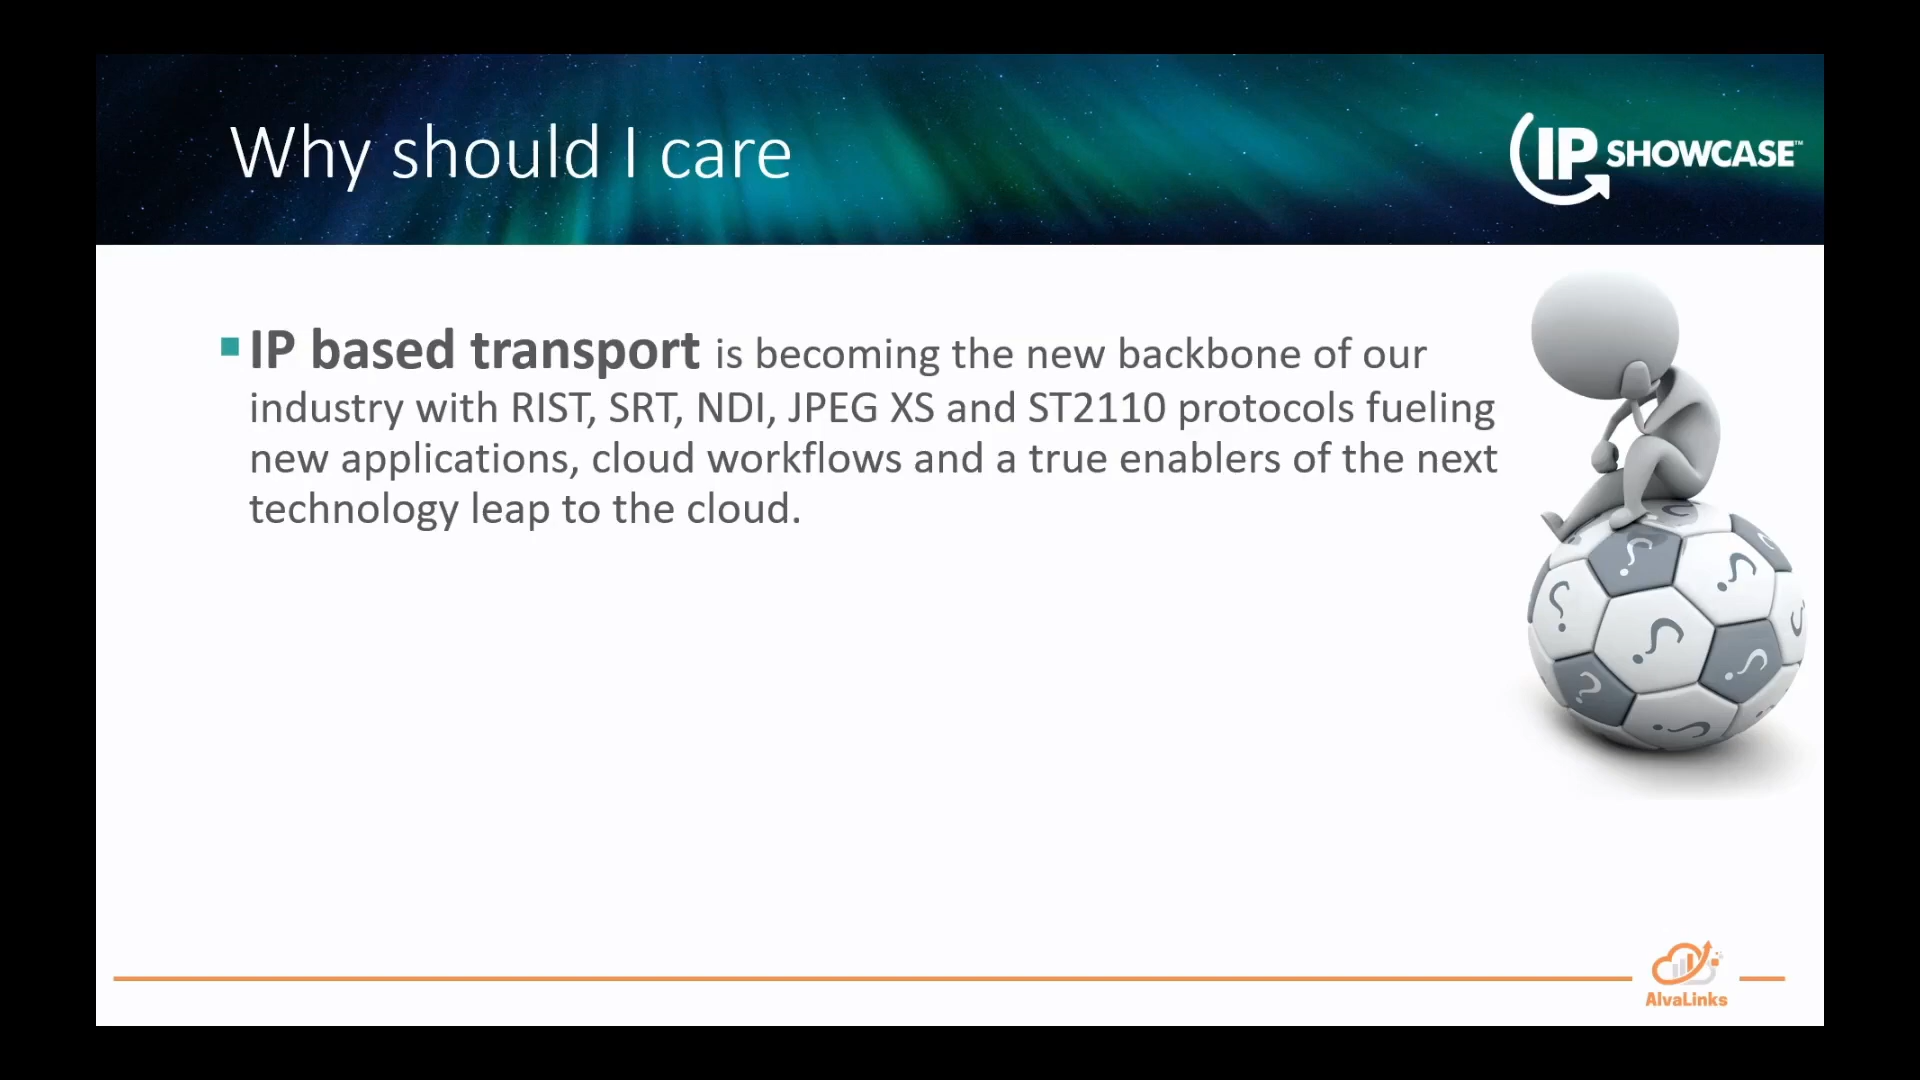 Why should I care
IP SHOWCASE™
IP based transport is becoming the new backbone of our
industry with RIST, SRT, NDI, JPEG XS and ST2110 protocols fueling
new applications, cloud workflows and a true enablers of the next
technology leap to the cloud.
? ? ? ? ? ? ? ?
AlvaLinks